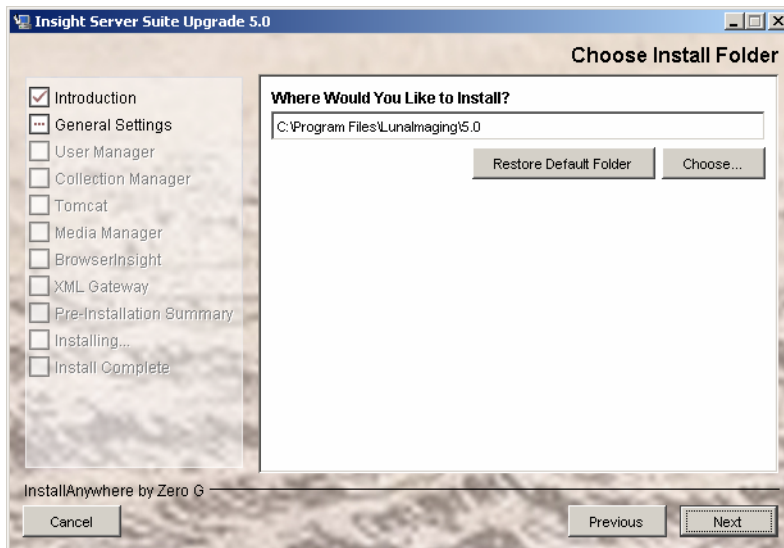 Insight Server Suite Upgrade 5.0
Choose Install Folder
Introduction
General Settings
User Manager
Collection Manager
Tomcat
Media Manager
BrowserInsight
XML Gateway
Pre-Installation Summary
Installing...
Install Complete
Where Would You Like to Install?
C:\Program Files\LunaImaging\5.0
Restore Default Folder
Choose...
InstallAnywhere by Zero G
Cancel
Previous
Next